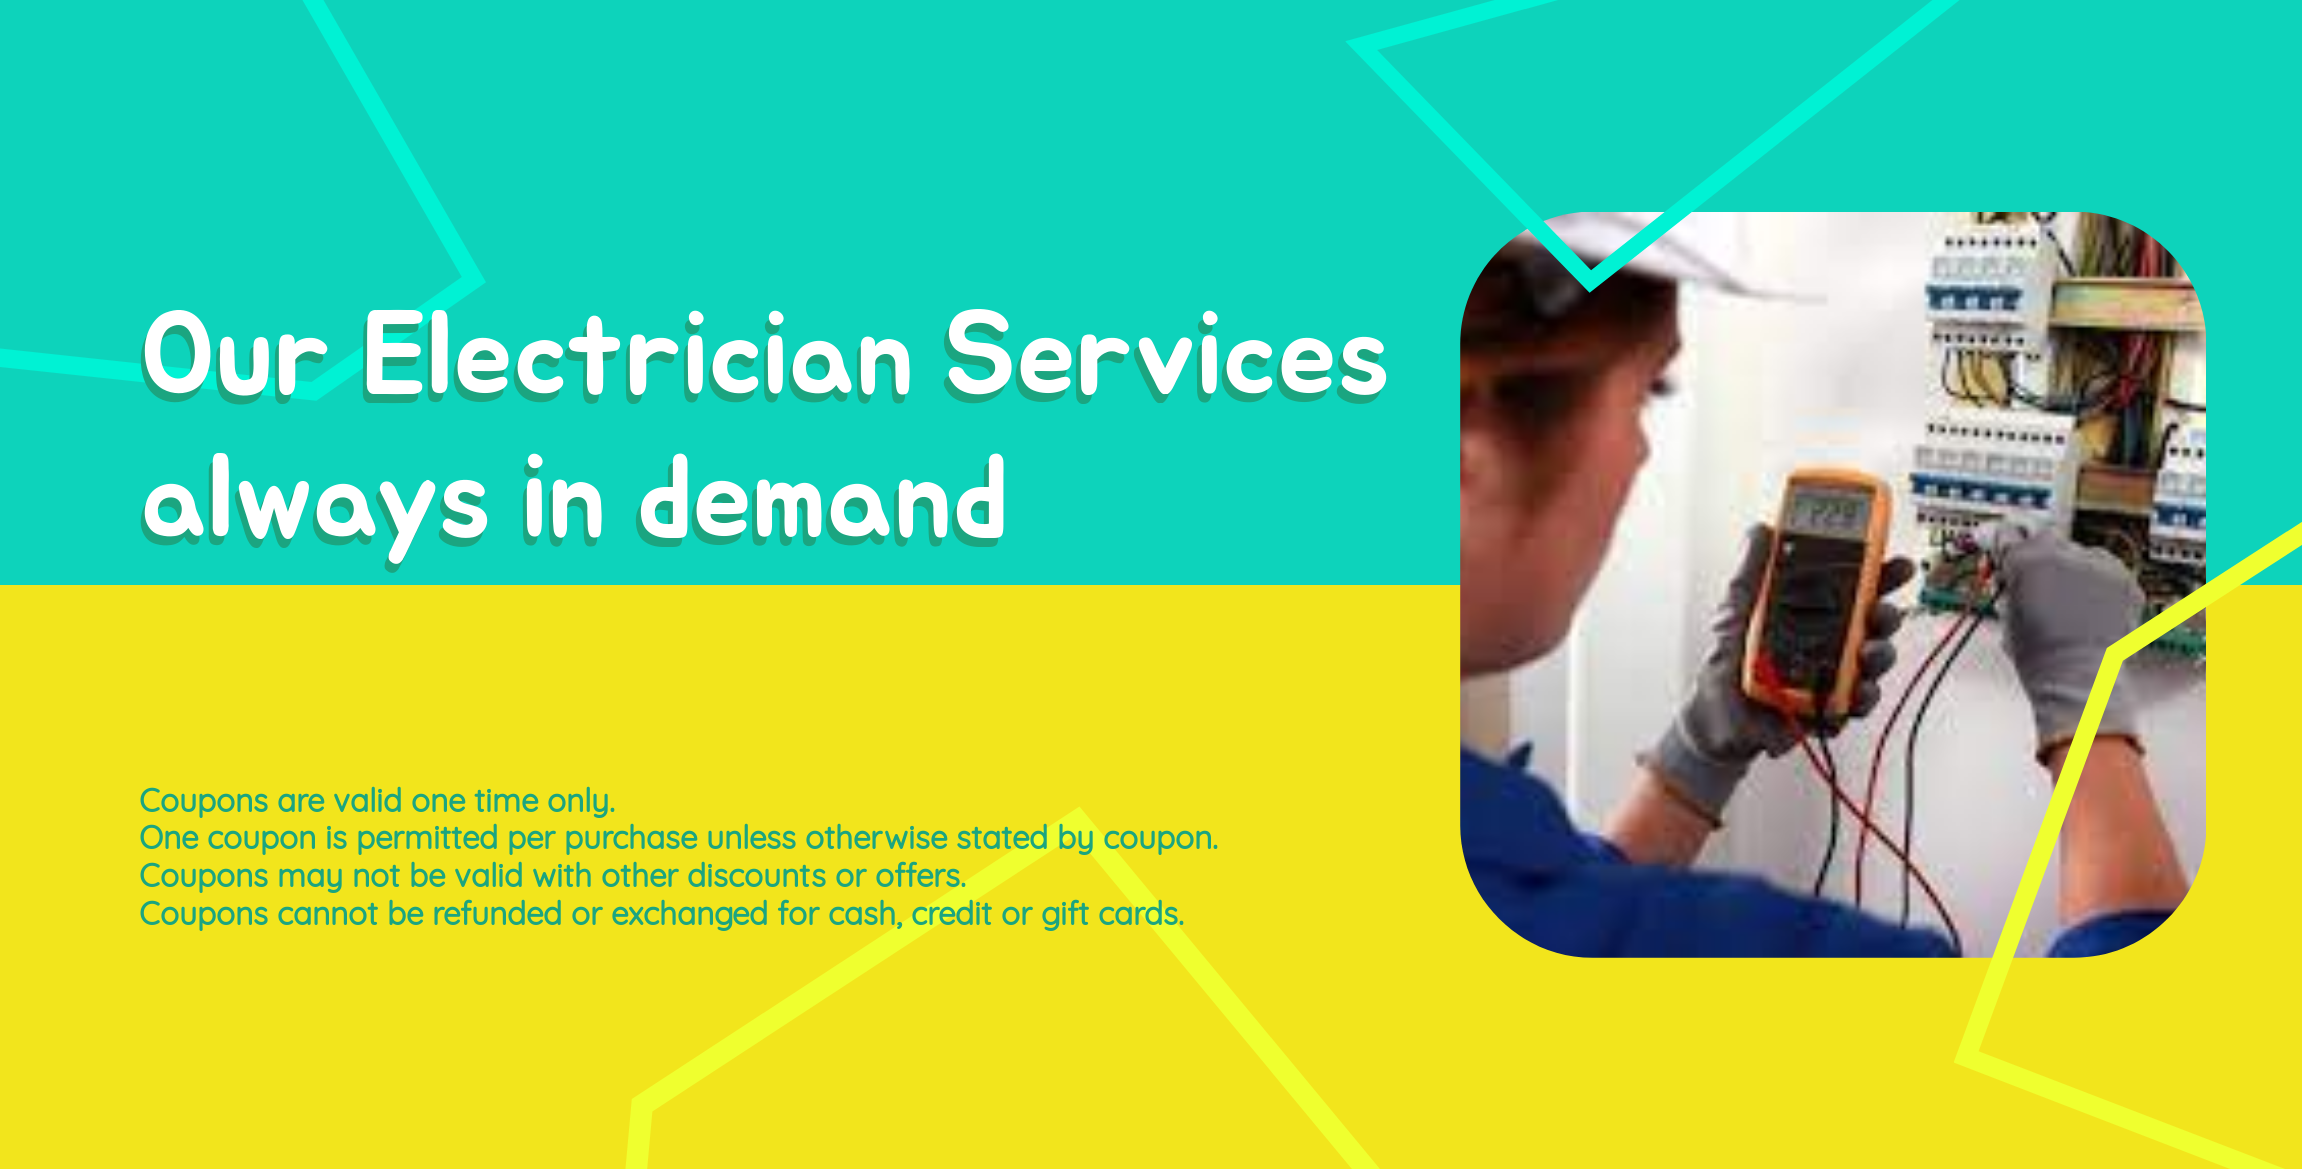 Our Electrician Services
always in demand
Coupons are valid one time only.
One coupon is permitted per purchase unless otherwise stated by coupon.
Coupons may not be valid with other discounts or offers.
Coupons cannot be refunded or exchanged for cash, credit or gift cards.